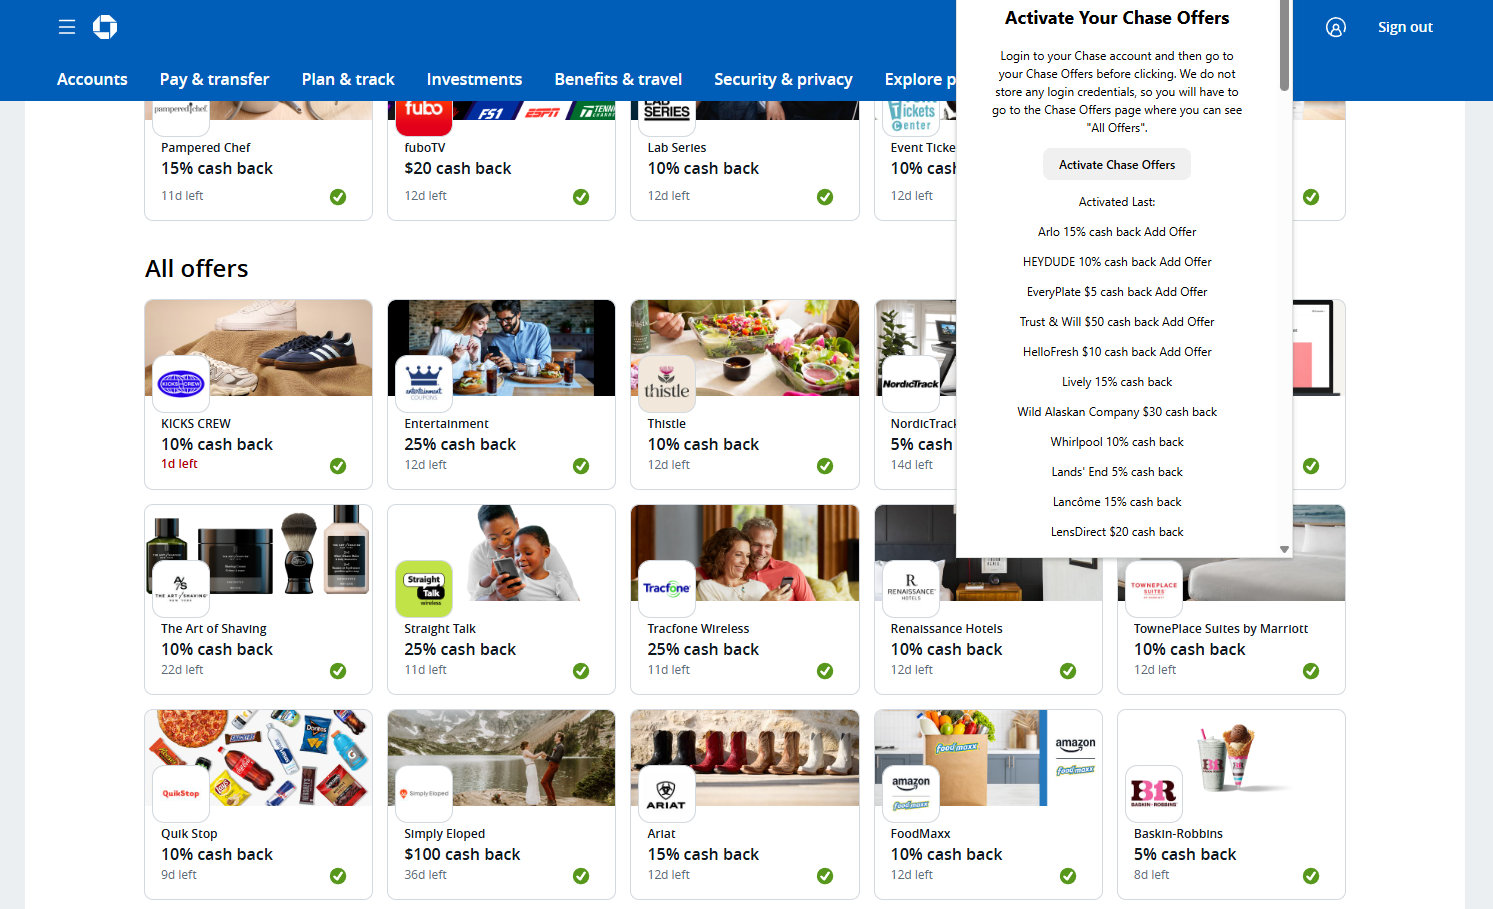 Sign out
Accounts
Pay & transfer
Plan & track
Investments
Benefits & travel
Security & privacy
Explore p
Activate Your Chase Offers
Login to your Chase account and then go to
your Chase Offers before clicking. We do not
store any login credentials, so you will have to
go to the Chase Offers page where you can see
"All Offers".
Activate Chase Offers
Activated Last:
Arlo 15% cash back Add Offer
HEYDUDE 10% cash back Add Offer
EveryPlate $5 cash back Add Offer
Trust & Will $50 cash back Add Offer
HelloFresh $10 cash back Add Offer
Lively 15% cash back
Wild Alaskan Company $30 cash back
Whirlpool 10% cash back
Lands' End 5% cash back
Lancôme 15% cash back
LensDirect $20 cash back
pampered chef
Pampered Chef
15% cash back
11d left
fubo
FS1 ESPN TENNIS
fuboTV
$20 cash back
12d left
LAB
SERIES
Lab Series
10% cash back
12d left
Tickets
Center
Event Ticke
10% cash
12d left
All offers
KICKS CREW
KICKS CREW
10% cash back
1d left
entertainment
COUPONS
Entertainment
25% cash back
12d left
thistle
Thistle
10% cash back
12d left
NordicTrack
NordicTrack
5% cash
14d left
THE ART of SHAVING
NEW YORK
The Art of Shaving
10% cash back
22d left
Straight
Talk
wireless
Straight Talk
25% cash back
11d left
Tracfone
Tracfone Wireless
25% cash back
11d left
R
RENAISSANCE
HOTELS
Renaissance Hotels
10% cash back
12d left
TOWNEPLACE
SUITES
TownePlace Suites by Marriott
10% cash back
12d left
QuikStop
Quik Stop
10% cash back
9d left
Simply Eloped
Simply Eloped
$100 cash back
36d left
ARIAT
Ariat
15% cash back
12d left
foodmaxx
amazon
foodmaxx
amazon
foodmaxx
FoodMaxx
10% cash back
12d left
BR
BASKIN-ROBBINS
Baskin-Robbins
5% cash back
8d left